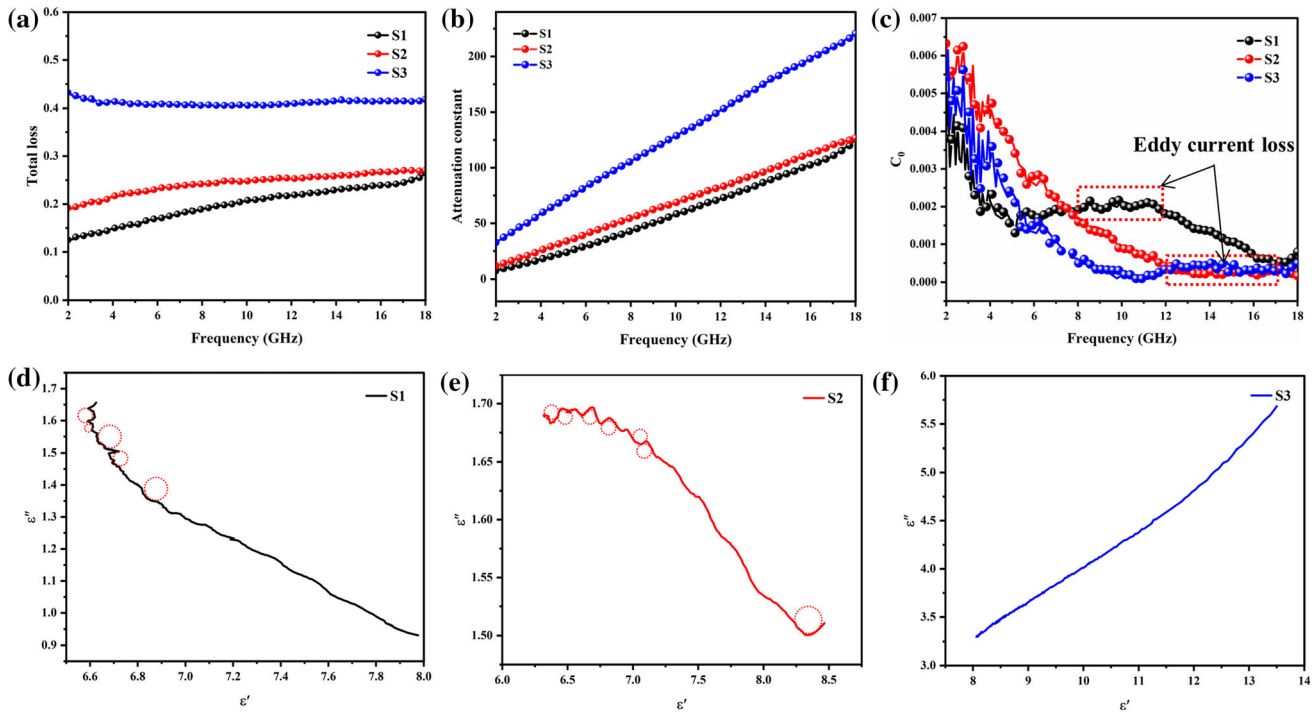 (a)
0.6
0.5
0.4
0.3
0.2
0.1
0.0
Total loss
S1
S2
S3
2 4 6 8 10 12 14 16 18
Frequency (GHz)
(b)
200
150
100
50
0
Attenuation constant
S1
S2
S3
2 4 6 8 10 12 14 16 18
Frequency (GHz)
(c)
0.007
0.006
0.005
0.004
0.003
0.002
0.001
0.000
C₀
S1
S2
S3
Eddy current loss
2 4 6 8 10 12 14 16 18
Frequency (GHz)
(d)
1.7
1.6
1.5
1.4
1.3
1.2
1.1
1.0
0.9
ε″
S1
6.6 6.8 7.0 7.2 7.4 7.6 7.8 8.0
ε′
(e)
1.70
1.65
1.60
1.55
1.50
ε″
S2
6.0 6.5 7.0 7.5 8.0 8.5
ε′
(f)
6.0
5.5
5.0
4.5
4.0
3.5
3.0
ε″
S3
8 9 10 11 12 13 14
ε′